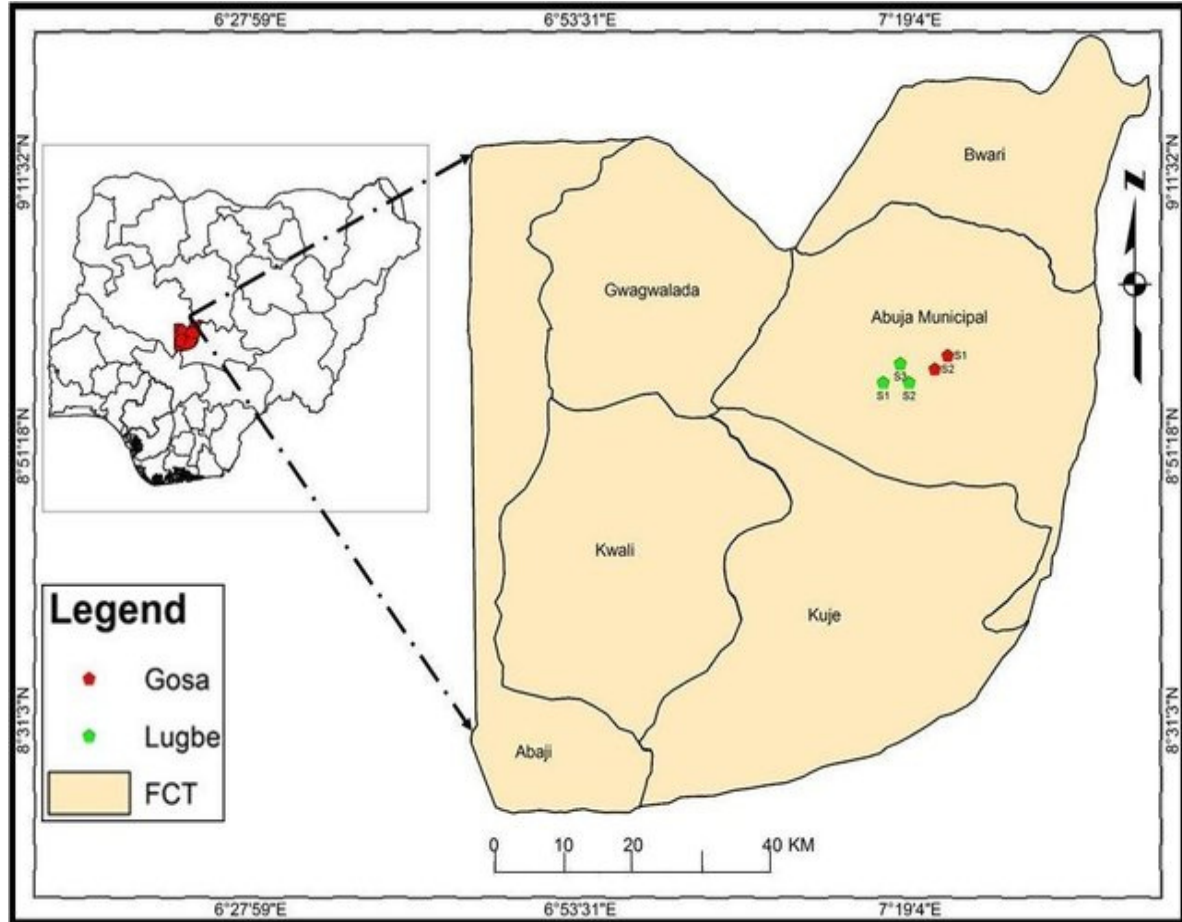 6°27'59"E
6°53'31"E
7°19'4"E
9°11'32"N
9°11'32"N
Bwari
N
Gwagwalada
Abuja Municipal
S1
S2
S3
S1
S2
8°51'18"N
8°51'18"N
Kwali
Kuje
Legend
Gosa
Lugbe
FCT
8°31'3"N
8°31'3"N
Abaji
0 10 20 40 KM
6°27'59"E
6°53'31"E
7°19'4"E